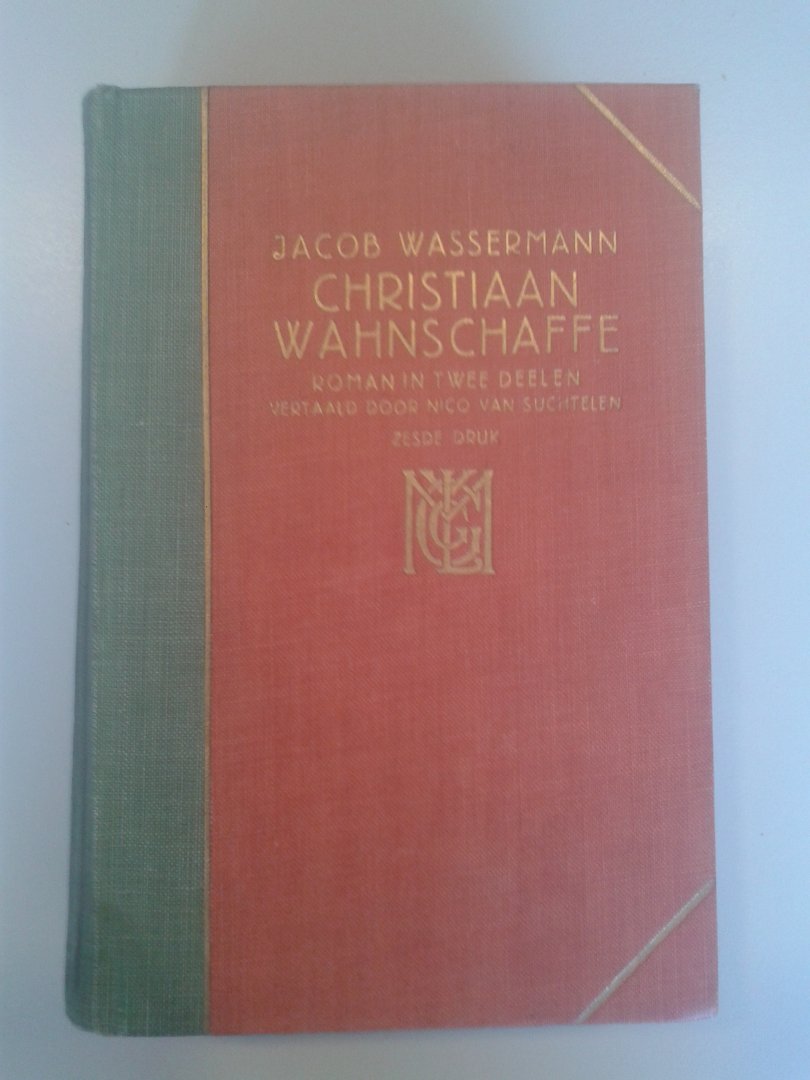 JACOB WASSERMANN
CHRISTIAAN
WAHNSCHAFFE
ROMAN IN TWEE DEELEN
VERTAALD DOOR NICO VAN SUCHTELEN
ZESDE DRUK